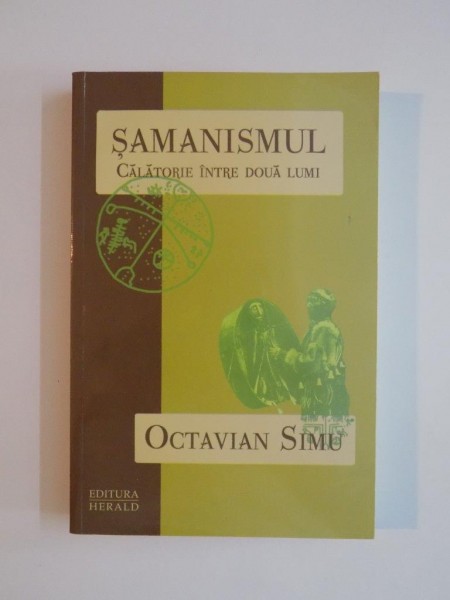 ȘAMANISMUL
CĂLĂTORIE ÎNTRE DOUĂ LUMI
OCTAVIAN SIMU
EDITURA
HERALD